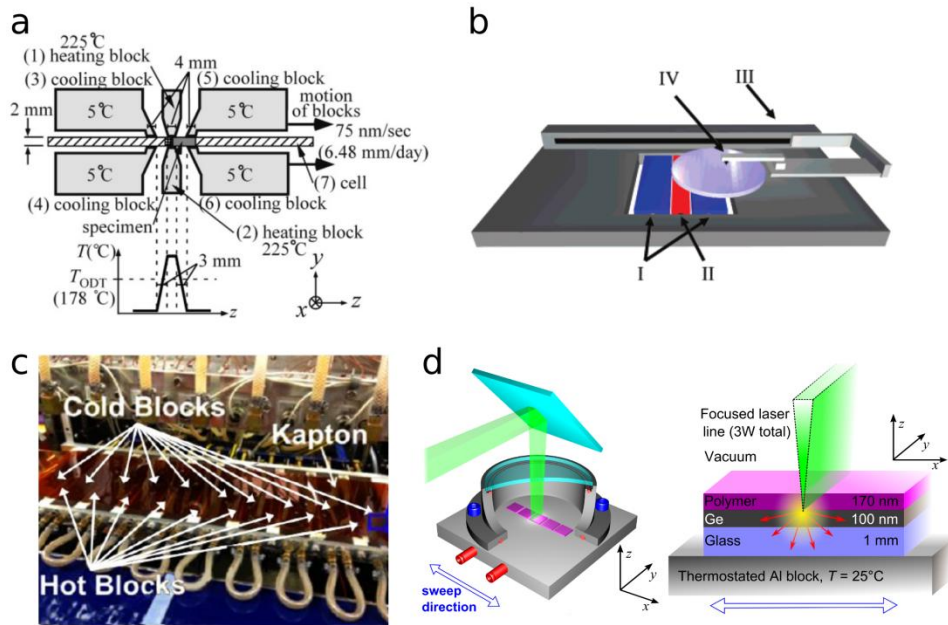 a
225°C
(1) heating block
4 mm
(3) cooling block
(5) cooling block
2 mm
5°C
5°C
motion
of blocks
75 nm/sec
(6.48 mm/day)
5°C
5°C
(7) cell
(4) cooling block
(6) cooling block
specimen
(2) heating block
225°C
T(°C)
3 mm
T_ODT
(178 °C)
z
y
x
z
b
IV
III
I
II
c
Cold Blocks
Kapton
Hot Blocks
d
sweep
direction
z
y
x
Focused laser
line (3W total)
Vacuum
z
y
x
Polymer
170 nm
Ge
100 nm
Glass
1 mm
Thermostated Al block, T = 25°C